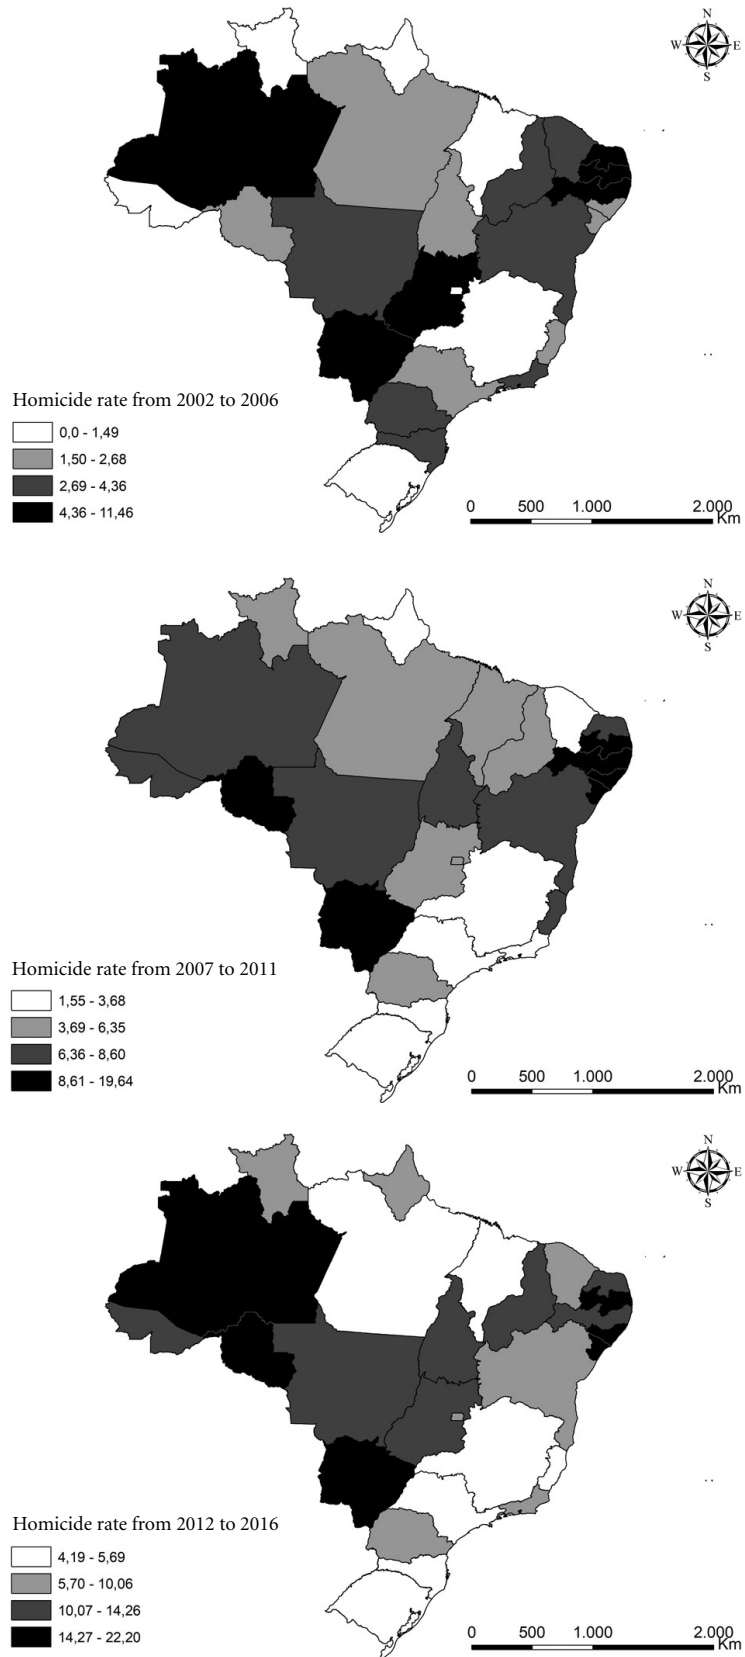 N
W E
S
Homicide rate from 2002 to 2006
0,0 - 1,49
1,50 - 2,68
2,69 - 4,36
4,36 - 11,46
0 500 1.000 2.000
Km
N
W E
S
Homicide rate from 2007 to 2011
1,55 - 3,68
3,69 - 6,35
6,36 - 8,60
8,61 - 19,64
0 500 1.000 2.000
Km
N
W E
S
Homicide rate from 2012 to 2016
4,19 - 5,69
5,70 - 10,06
10,07 - 14,26
14,27 - 22,20
0 500 1.000 2.000
Km